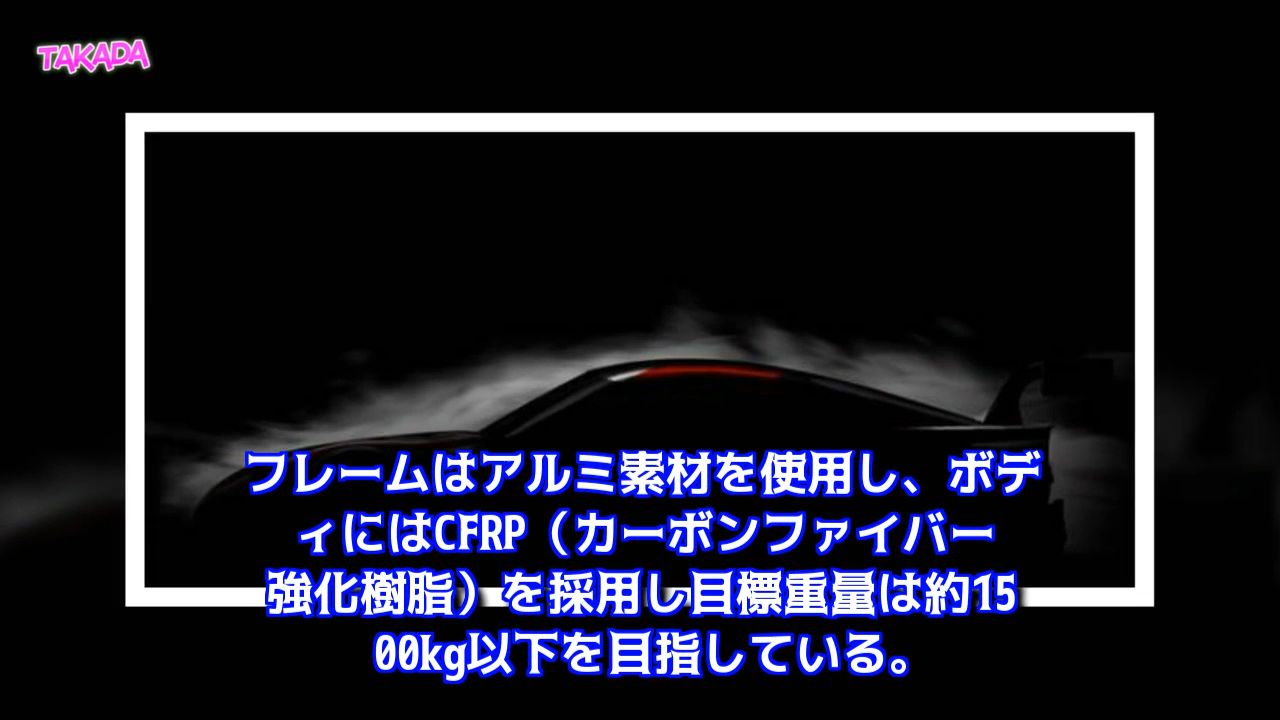 TAKADA
フレームはアルミ素材を使用し、ボデ
ィにはCFRP（カーボンファイバー
強化樹脂）を採用し目標重量は約15
00kg以下を目指している。